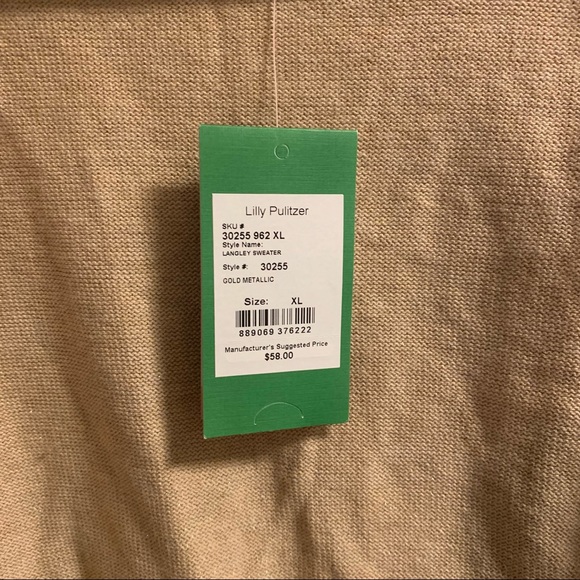 Lilly Pulitzer
SKU #
30255 962 XL
Style Name:
LANGLEY SWEATER
Style #: 30255
GOLD METALLIC
Size: XL
889069 376222
Manufacturer's Suggested Price
$58.00